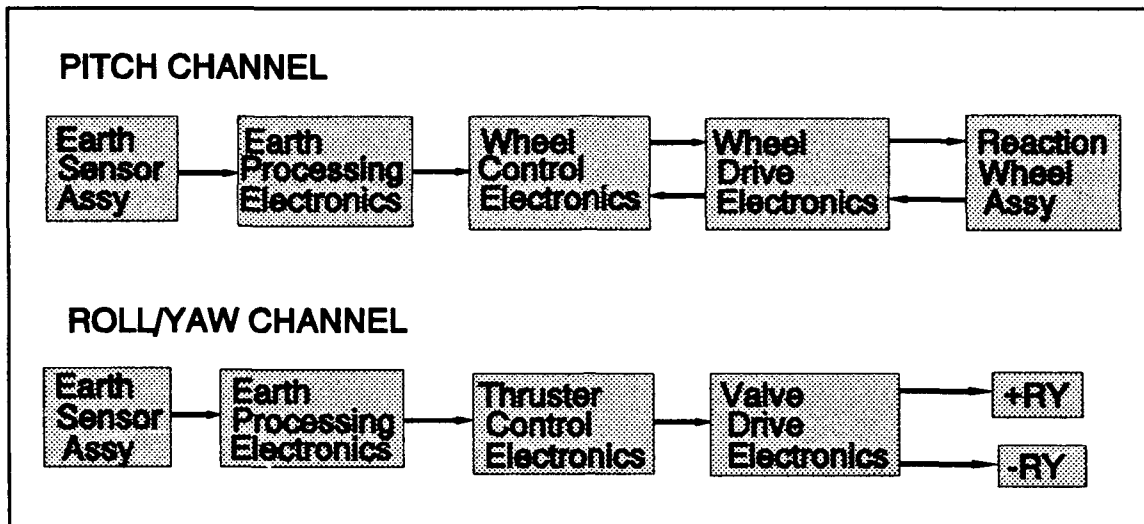 PITCH CHANNEL
Earth
Sensor
Assy
Earth
Processing
Electronics
Wheel
Control
Electronics
Wheel
Drive
Electronics
Reaction
Wheel
Assy
ROLL/YAW CHANNEL
Earth
Sensor
Assy
Earth
Processing
Electronics
Thruster
Control
Electronics
Valve
Drive
Electronics
+RY
-RY